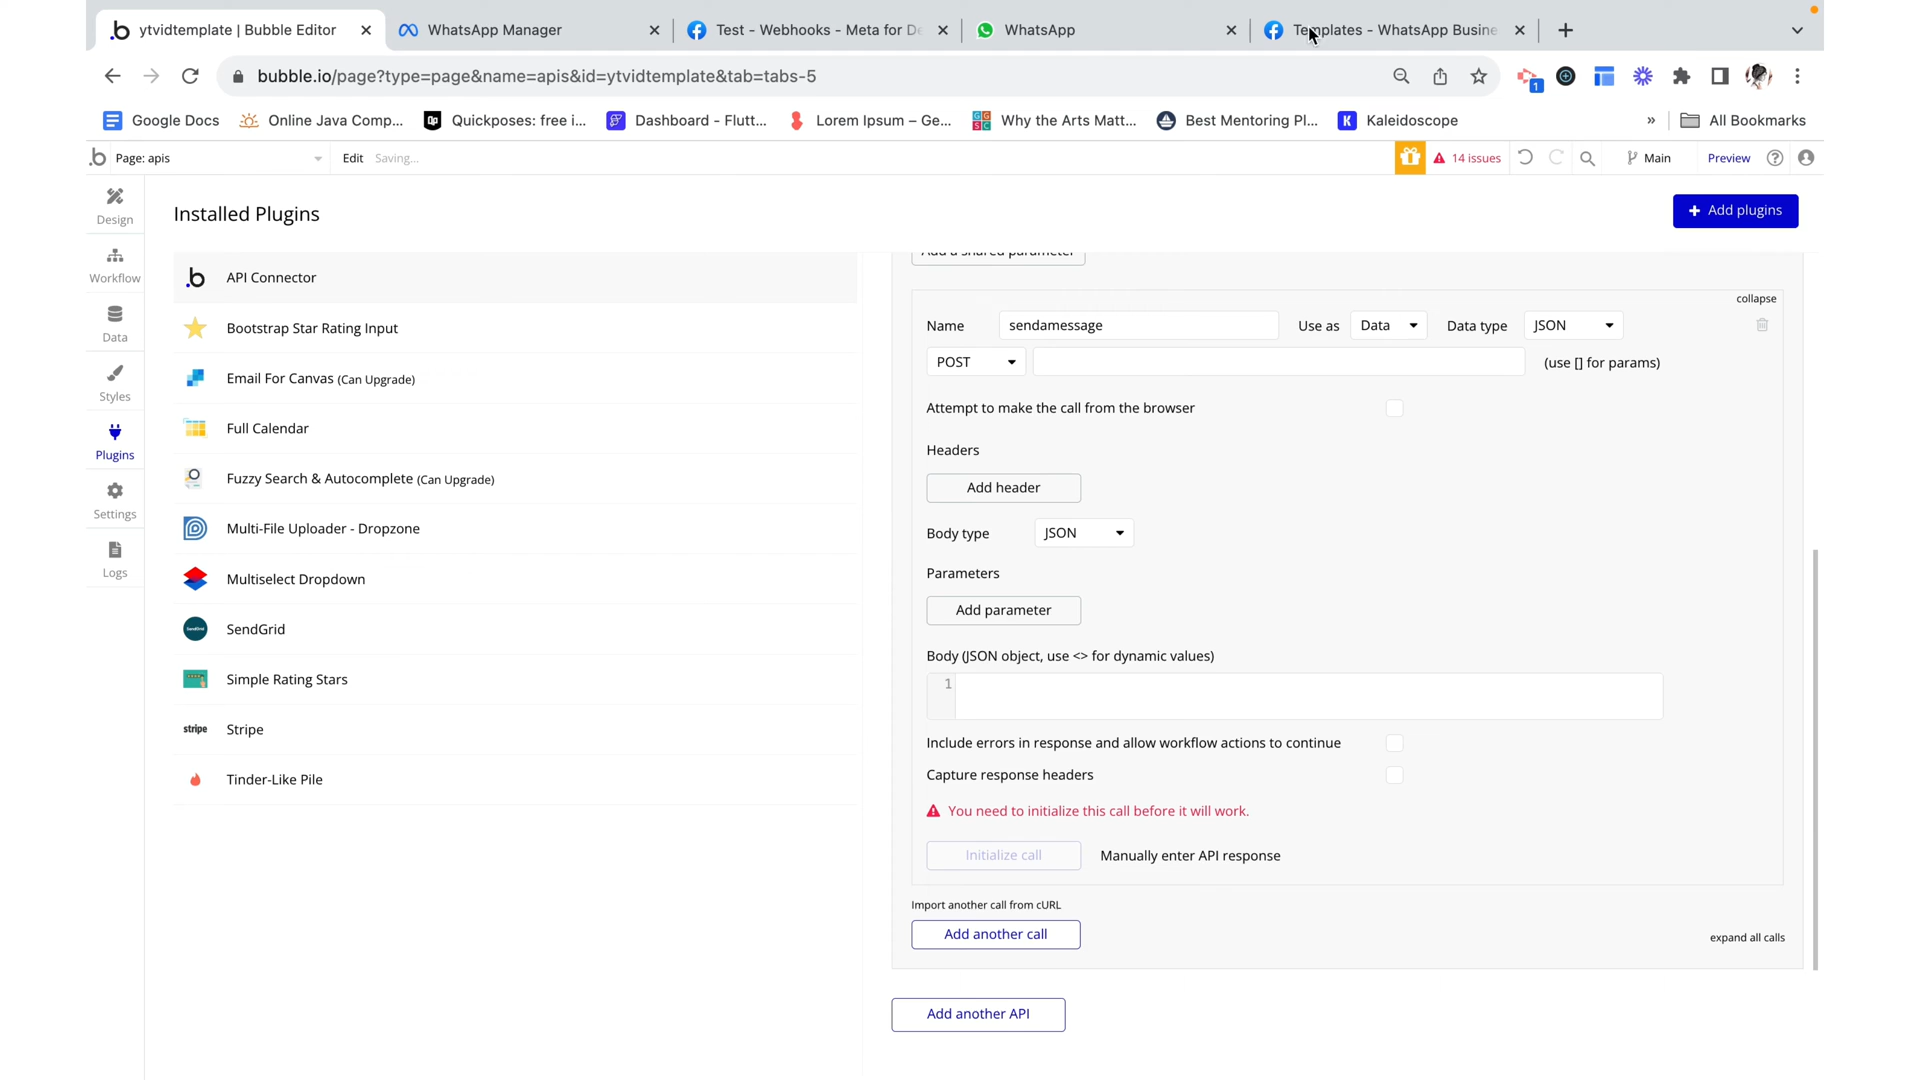 ytvidtemplate | Bubble Editor
WhatsApp Manager
Test - Webhooks - Meta for De
WhatsApp
Templates - WhatsApp Busine
bubble.io/page?type=page&name=apis&id=ytvidtemplate&tab=tabs-5
1
Google Docs
Online Java Comp...
Quickposes: free i...
Dashboard - Flutt...
Lorem Ipsum – Ge...
Why the Arts Matt...
Best Mentoring Pl...
Kaleidoscope
»
All Bookmarks
Page: apis
Edit
Saving...
14 issues
Main
Preview
Design
Workflow
Data
Styles
Plugins
Settings
Logs
Installed Plugins
+ Add plugins
API Connector
Bootstrap Star Rating Input
Email For Canvas (Can Upgrade)
Full Calendar
Fuzzy Search & Autocomplete (Can Upgrade)
Multi-File Uploader - Dropzone
Multiselect Dropdown
SendGrid
Simple Rating Stars
stripe Stripe
Tinder-Like Pile
Add a shared parameter
collapse
Name sendamessage Use as Data Data type JSON
POST (use [] for params)
Attempt to make the call from the browser
Headers
Add header
Body type JSON
Parameters
Add parameter
Body (JSON object, use <> for dynamic values)
1
Include errors in response and allow workflow actions to continue
Capture response headers
You need to initialize this call before it will work.
Initialize call Manually enter API response
Import another call from cURL
Add another call
expand all calls
Add another API